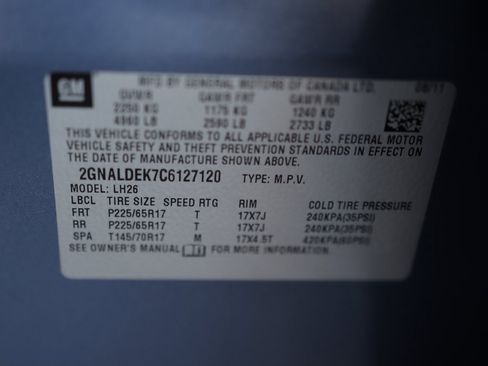 GM
MFD BY GENERAL MOTORS OF CANADA LTD. 08/11
GVWR GAWR FRT GAWR RR
2250 KG 1175 KG 1240 KG
4960 LB 2590 LB 2733 LB
THIS VEHICLE CONFORMS TO ALL APPLICABLE U.S. FEDERAL MOTOR
VEHICLE SAFETY AND THEFT PREVENTION STANDARDS IN EFFECT ON
THE DATE OF MANUFACTURE SHOWN ABOVE.
2GNALDEK7C6127120 TYPE: M.P.V.
MODEL: LH26
LBCL TIRE SIZE SPEED RTG RIM COLD TIRE PRESSURE
FRT P225/65R17 T 17X7J 240KPA(35PSI)
RR P225/65R17 T 17X7J 240KPA(35PSI)
SPA T145/70R17 M 17X4.5T 420KPA(60PSI)
SEE OWNER'S MANUAL FOR MORE INFORMATION